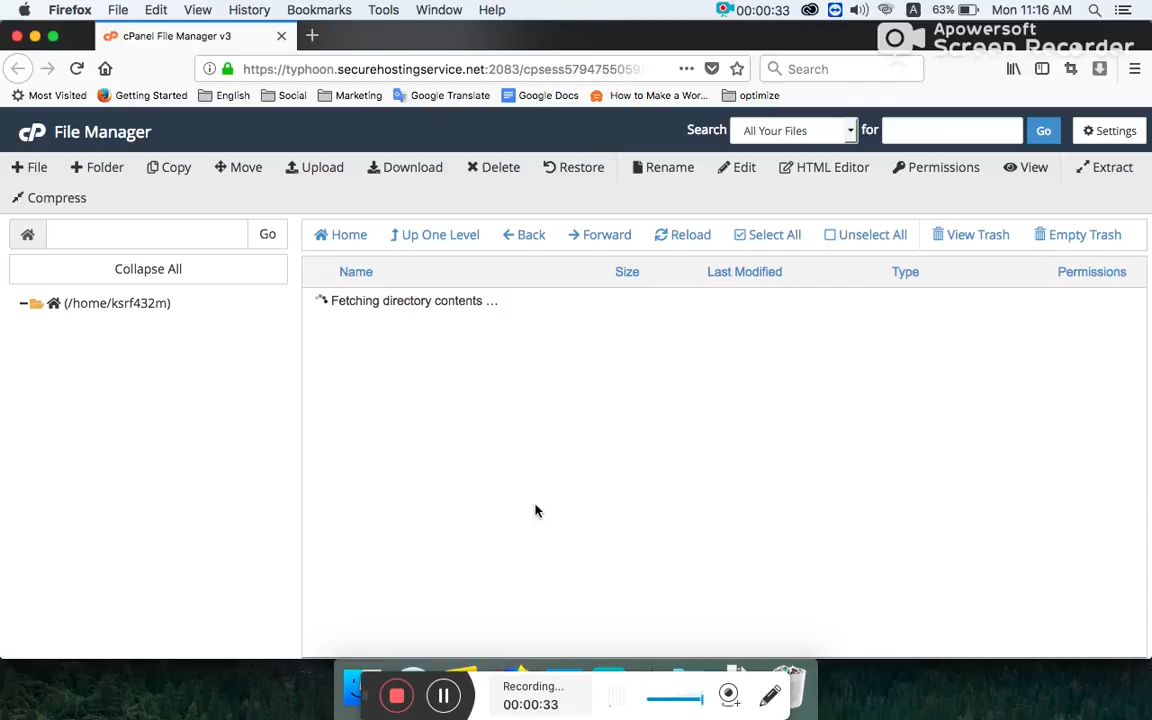 Firefox File Edit View History Bookmarks Tools Window Help 00:00:33 A 63% Mon 11:16 AM
Apowersoft
Screen Recorder
cPanel File Manager v3
https://typhoon.securehostingservice.net:2083/cpsess5794755059/ Search
Most Visited Getting Started English Social Marketing Google Translate Google Docs How to Make a Wor... optimize
cP File Manager Search All Your Files for Go Settings
File Folder Copy Move Upload Download Delete Restore Rename Edit HTML Editor Permissions View Extract
Compress
Go Home Up One Level Back Forward Reload Select All Unselect All View Trash Empty Trash
Collapse All
Name Size Last Modified Type Permissions
(/home/ksrf432m)
Fetching directory contents ...
Recording...
00:00:33